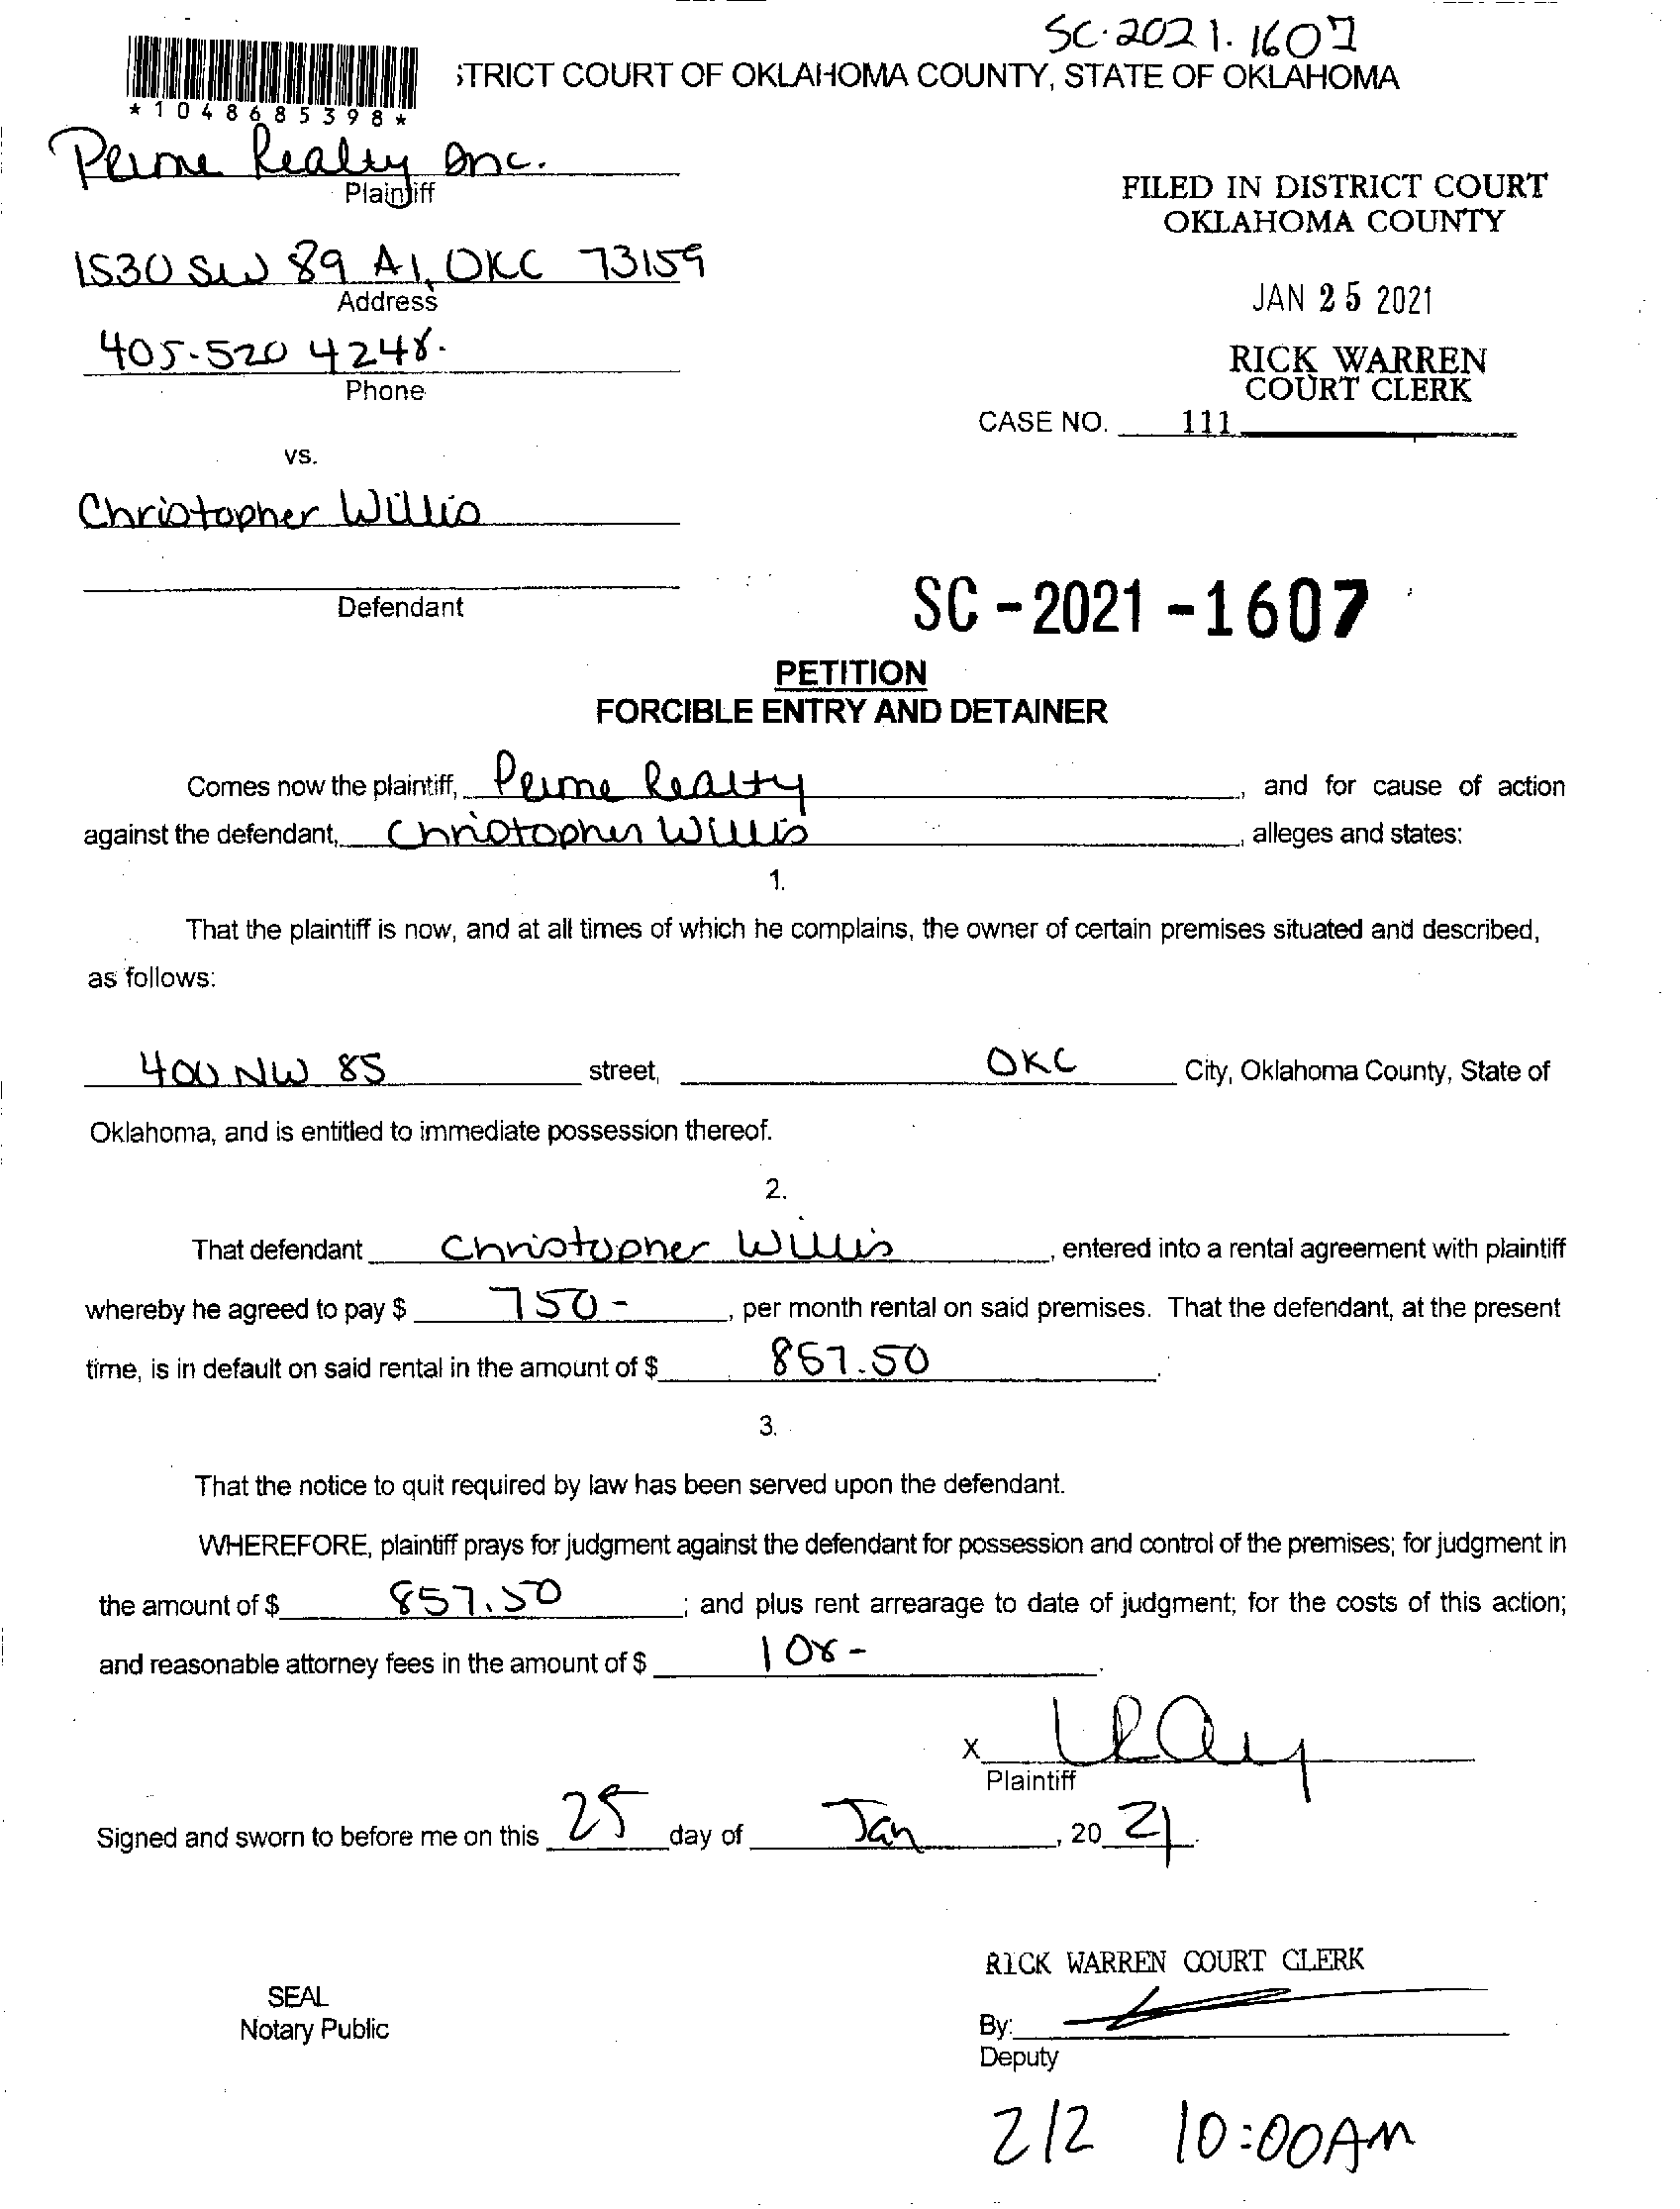 SC-2021-1607
STRICT COURT OF OKLAHOMA COUNTY, STATE OF OKLAHOMA
*1048685398*
Prime Realty Inc.
Plaintiff
FILED IN DISTRICT COURT
OKLAHOMA COUNTY
1530 SW 89 A1, OKC 73159
Address
JAN 25 2021
405-520 4248.
Phone
RICK WARREN
COURT CLERK
CASE NO. 111
vs.
Christopher Willis
Defendant
SC-2021-1607
PETITION
FORCIBLE ENTRY AND DETAINER
Comes now the plaintiff, Prime Realty, and for cause of action
against the defendant, Christopher Willis, alleges and states:
1.
That the plaintiff is now, and at all times of which he complains, the owner of certain premises situated and described,
as follows:
400 NW 85 street, OKC City, Oklahoma County, State of
Oklahoma, and is entitled to immediate possession thereof.
2.
That defendant Christopher Willis, entered into a rental agreement with plaintiff
whereby he agreed to pay $ 750-, per month rental on said premises. That the defendant, at the present
time, is in default on said rental in the amount of $ 857.50.
3.
That the notice to quit required by law has been served upon the defendant.
WHEREFORE, plaintiff prays for judgment against the defendant for possession and control of the premises; for judgment in
the amount of $ 857.50; and plus rent arrearage to date of judgment; for the costs of this action;
and reasonable attorney fees in the amount of $ 108-.
X
Plaintiff
Signed and sworn to before me on this 25 day of Jan, 20 21.
RICK WARREN COURT CLERK
SEAL
Notary Public
By:
Deputy
2/2 10:00AM